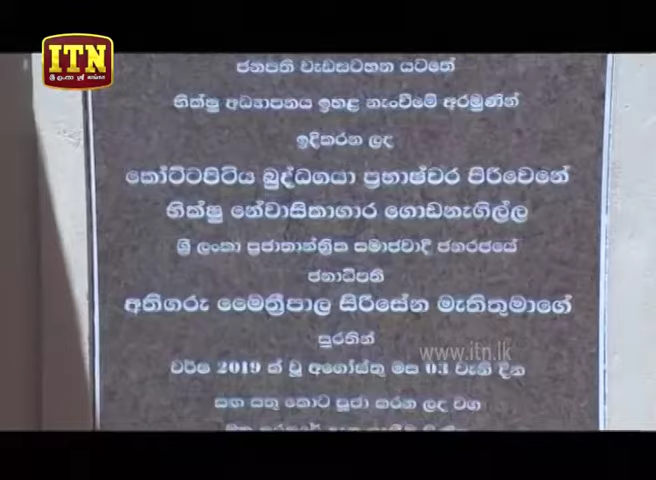 ITN
ශ්‍රී ලංකා ස්වාධීන
ජනපති වැඩසටහන යටතේ
භික්ෂු අධ්‍යාපනය ඉහළ නැංවීමේ අරමුණින්
ඉදිකරන ලද
කෝට්ටපිටිය බුද්ධගයා ප්‍රභාෂ්වර පිරිවෙනේ
භික්ෂු නේවාසිකාගාර ගොඩනැගිල්ල
ශ්‍රී ලංකා ප්‍රජාතාන්ත්‍රික සමාජවාදී ජනරජයේ
ජනාධිපති
අතිගරු මෛත්‍රීපාල සිරිසේන මැතිතුමාගේ
සුරතින්
www.itn.lk
වර්ෂ 2019 ක් වූ අගෝස්තු මස 03 වැනි දින
සඟ සතු කොට පූජා කරන ලද වග